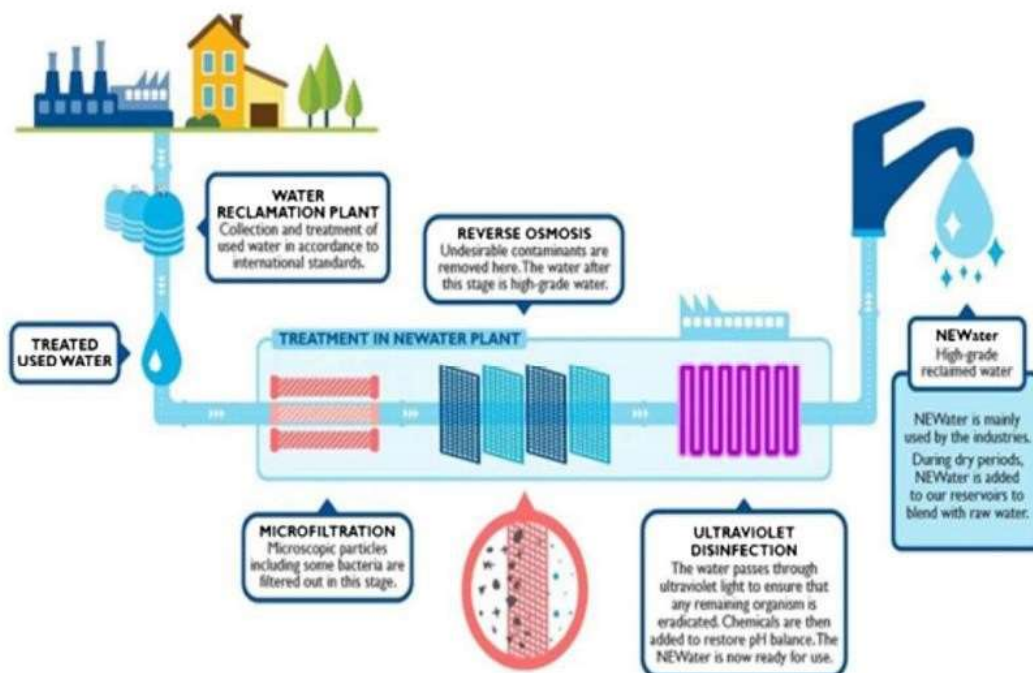 WATER
RECLAMATION PLANT
Collection and treatment of
used water in accordance to
international standards.
TREATED
USED WATER
TREATMENT IN NEWATER PLANT
MICROFILTRATION
Microscopic particles
including some bacteria are
filtered out in this stage.
REVERSE OSMOSIS
Undesirable contaminants are
removed here. The water after
this stage is high-grade water.
ULTRAVIOLET
DISINFECTION
The water passes through
ultraviolet light to ensure that
any remaining organism is
eradicated. Chemicals are then
added to restore pH balance. The
NEWater is now ready for use.
NEWater
High-grade
reclaimed water
NEWater is mainly
used by the industries.
During dry periods,
NEWater is added
to our reservoirs to
blend with raw water.